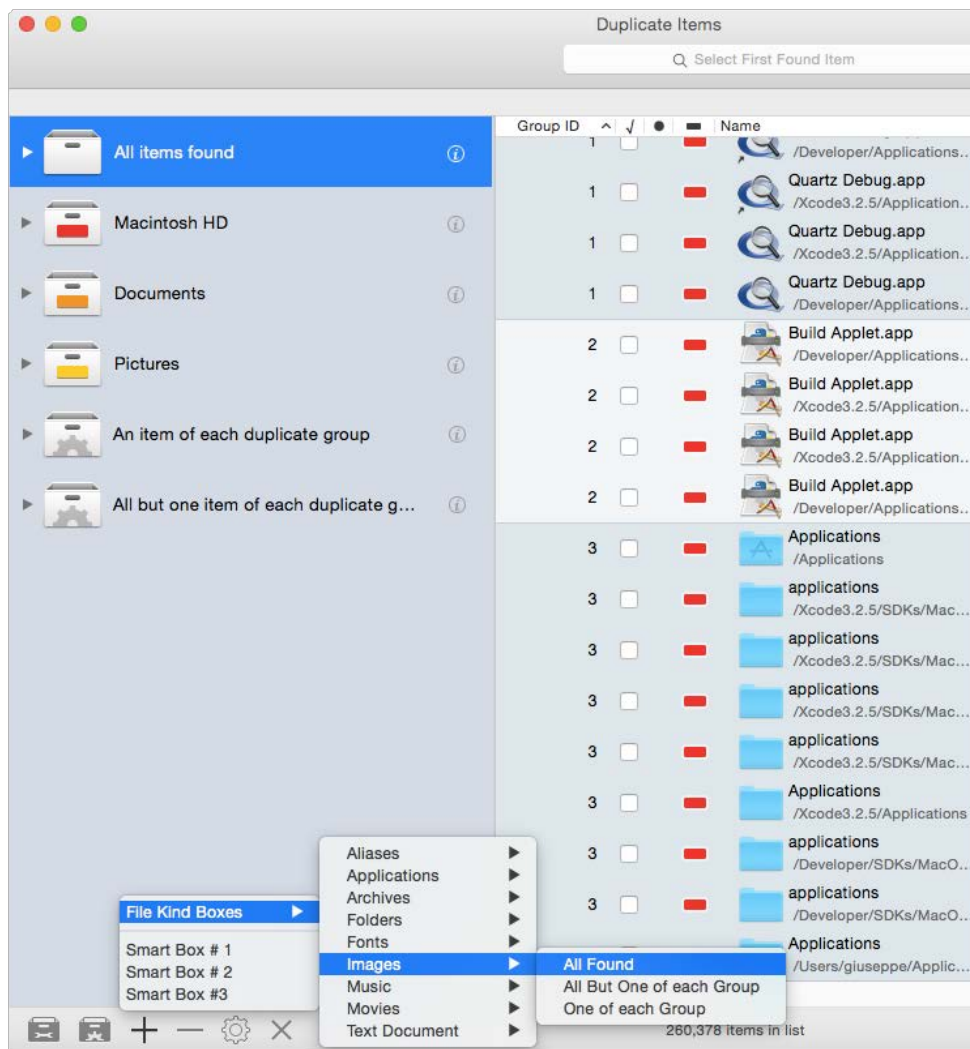 Duplicate Items
Select First Found Item
All items found
Macintosh HD
Documents
Pictures
An item of each duplicate group
All but one item of each duplicate g...
Group ID Name
1 /Developer/Applications...
1 Quartz Debug.app
/Xcode3.2.5/Application...
1 Quartz Debug.app
/Xcode3.2.5/Application...
1 Quartz Debug.app
/Developer/Applications...
2 Build Applet.app
/Developer/Applications...
2 Build Applet.app
/Xcode3.2.5/Application...
2 Build Applet.app
/Xcode3.2.5/Application...
2 Build Applet.app
/Developer/Applications...
3 Applications
/Applications
3 applications
/Xcode3.2.5/SDKs/Mac...
3 applications
/Xcode3.2.5/SDKs/Mac...
3 applications
/Xcode3.2.5/SDKs/Mac...
3 applications
/Xcode3.2.5/SDKs/Mac...
3 Applications
/Xcode3.2.5/Applications
3 applications
/Developer/SDKs/MacO...
3 applications
/Developer/SDKs/MacO...
Applications
/Users/giuseppe/Applic...
File Kind Boxes
Smart Box # 1
Smart Box # 2
Smart Box #3
Aliases
Applications
Archives
Folders
Fonts
Images
Music
Movies
Text Document
All Found
All But One of each Group
One of each Group
260,378 items in list